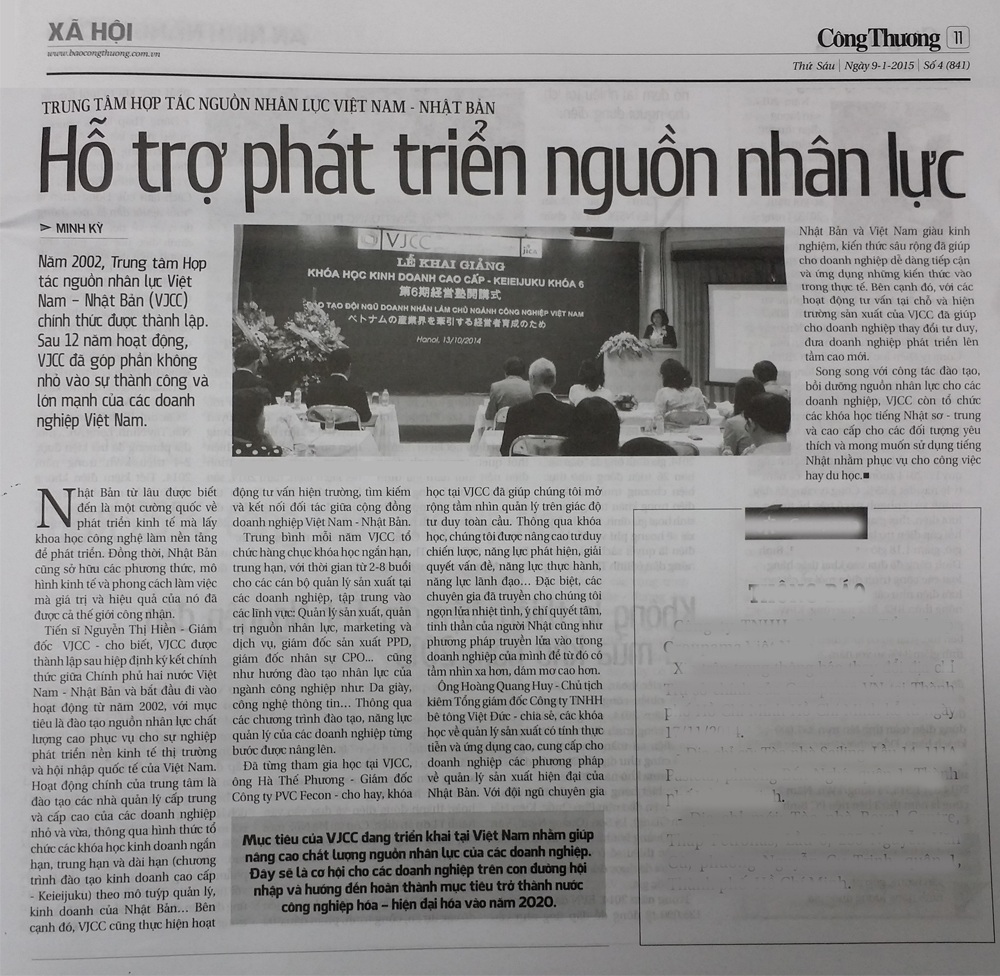 XÃ HỘI
www.baocongthuong.com.vn
Công Thương 11
Thứ Sáu | Ngày 9-1-2015 | Số 4 (841)
TRUNG TÂM HỢP TÁC NGUỒN NHÂN LỰC VIỆT NAM - NHẬT BẢN
Hỗ trợ phát triển nguồn nhân lực
➤ MINH KỲ
Năm 2002, Trung tâm Hợp
tác nguồn nhân lực Việt
Nam – Nhật Bản (VJCC)
chính thức được thành lập.
Sau 12 năm hoạt động,
VJCC đã góp phần không
nhỏ vào sự thành công và
lớn mạnh của các doanh
nghiệp Việt Nam.
VJCC
jica
LỄ KHAI GIẢNG
KHÓA HỌC KINH DOANH CAO CẤP - KEIEIJUKU KHÓA 6
第6期経営塾開講式
ĐÀO TẠO ĐỘI NGŨ DOANH NHÂN LÀM CHỦ NGÀNH CÔNG NGHIỆP VIỆT NAM
ベトナムの産業界を牽引する経営者育成のため
Hanoi, 13/10/2014
Nhật Bản từ lâu được biết
đến là một cường quốc về
phát triển kinh tế mà lấy
khoa học công nghệ làm nền tảng
để phát triển. Đồng thời, Nhật Bản
cũng sở hữu các phương thức, mô
hình kinh tế và phong cách làm việc
mà giá trị và hiệu quả của nó đã
được cả thế giới công nhận.
Tiến sĩ Nguyễn Thị Hiền - Giám
đốc VJCC - cho biết, VJCC được
thành lập sau hiệp định ký kết chính
thức giữa Chính phủ hai nước Việt
Nam - Nhật Bản và bắt đầu đi vào
hoạt động từ năm 2002, với mục
tiêu là đào tạo nguồn nhân lực chất
lượng cao phục vụ cho sự nghiệp
phát triển nền kinh tế thị trường
và hội nhập quốc tế của Việt Nam.
Hoạt động chính của trung tâm là
đào tạo các nhà quản lý cấp trung
và cấp cao của các doanh nghiệp
nhỏ và vừa, thông qua hình thức tổ
chức các khóa học kinh doanh ngắn
hạn, trung hạn và dài hạn (chương
trình đào tạo kinh doanh cao cấp
- Keieijuku) theo mô tuýp quản lý,
kinh doanh của Nhật Bản... Bên
cạnh đó, VJCC cũng thực hiện hoạt
động tư vấn hiện trường, tìm kiếm
và kết nối đối tác giữa cộng đồng
doanh nghiệp Việt Nam - Nhật Bản.
Trung bình mỗi năm VJCC tổ
chức hàng chục khóa học ngắn hạn,
trung hạn, với thời gian từ 2-8 buổi
cho các cán bộ quản lý sản xuất tại
các doanh nghiệp, tập trung vào
các lĩnh vực: Quản lý sản xuất, quản
trị nguồn nhân lực, marketing và
dịch vụ, giám đốc sản xuất PPD,
giám đốc nhân sự CPO... cũng
như hướng đào tạo nhân lực của
ngành công nghiệp như: Da giày,
công nghệ thông tin... Thông qua
các chương trình đào tạo, năng lực
quản lý của các doanh nghiệp từng
bước được nâng lên.
Đã từng tham gia học tại VJCC,
ông Hà Thế Phương - Giám đốc
Công ty PVC Fecon - cho hay, khóa
học tại VJCC đã giúp chúng tôi mở
rộng tầm nhìn quản lý trên giác độ
tư duy toàn cầu. Thông qua khóa
học, chúng tôi được nâng cao tư duy
chiến lược, năng lực phát hiện, giải
quyết vấn đề, năng lực thực hành,
năng lực lãnh đạo... Đặc biệt, các
chuyên gia đã truyền cho chúng tôi
ngọn lửa nhiệt tình, ý chí quyết tâm,
tinh thần của người Nhật cũng như
phương pháp truyền lửa vào trong
doanh nghiệp của mình để từ đó có
tầm nhìn xa hơn, dám mơ cao hơn.
Ông Hoàng Quang Huy - Chủ tịch
kiêm Tổng giám đốc Công ty TNHH
bê tông Việt Đức - chia sẻ, các khóa
học về quản lý sản xuất có tính thực
tiễn và ứng dụng cao, cung cấp cho
doanh nghiệp các phương pháp
về quản lý sản xuất hiện đại của
Nhật Bản. Với đội ngũ chuyên gia
Nhật Bản và Việt Nam giàu kinh
nghiệm, kiến thức sâu rộng đã giúp
cho doanh nghiệp dễ dàng tiếp cận
và ứng dụng những kiến thức vào
trong thực tế. Bên cạnh đó, với các
hoạt động tư vấn tại chỗ và hiện
trường sản xuất của VJCC đã giúp
cho doanh nghiệp thay đổi tư duy,
đưa doanh nghiệp phát triển lên
tầm cao mới.
Song song với công tác đào tạo,
bồi dưỡng nguồn nhân lực cho các
doanh nghiệp, VJCC còn tổ chức
các khóa học tiếng Nhật sơ - trung
và cao cấp cho các đối tượng yêu
thích và mong muốn sử dụng tiếng
Nhật nhằm phục vụ cho công việc
hay du học.■
Mục tiêu của VJCC đang triển khai tại Việt Nam nhằm giúp
nâng cao chất lượng nguồn nhân lực của các doanh nghiệp.
Đây sẽ là cơ hội cho các doanh nghiệp trên con đường hội
nhập và hướng đến hoàn thành mục tiêu trở thành nước
công nghiệp hóa – hiện đại hóa vào năm 2020.